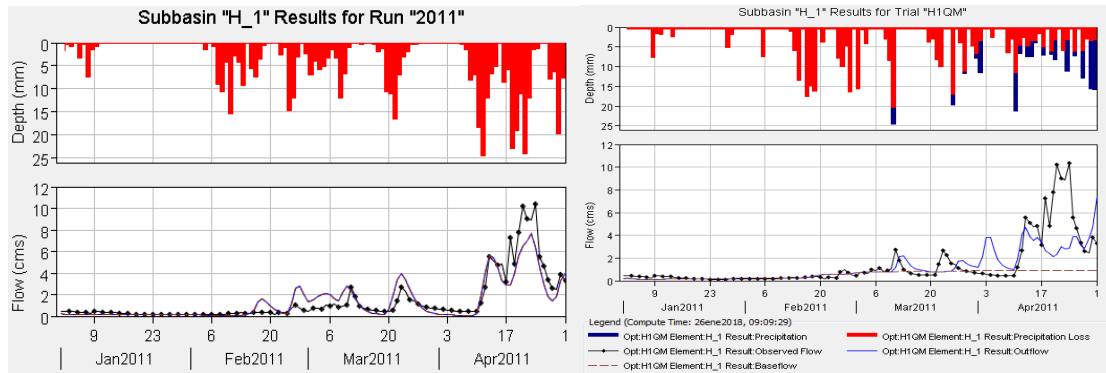 Subbasin "H_1" Results for Run "2011"
0
5
10
15
20
25
Depth (mm)
12
10
8
6
4
2
0
Flow (cms)
9 23 6 20 6 20 3 17 1
Jan2011 Feb2011 Mar2011 Apr2011
Subbasin "H_1" Results for Trial "H1QM"
0
5
10
15
20
25
Depth (mm)
12
10
8
6
4
2
0
Flow (cms)
9 23 6 20 6 20 3 17 1
Jan2011 Feb2011 Mar2011 Apr2011
Legend (Compute Time: 26ene2018, 09:09:29)
Opt:H1QM Element:H_1 Result:Precipitation Opt:H1QM Element:H_1 Result:Precipitation Loss
Opt:H1QM Element:H_1 Result:Observed Flow Opt:H1QM Element:H_1 Result:Outflow
Opt:H1QM Element:H_1 Result:Baseflow